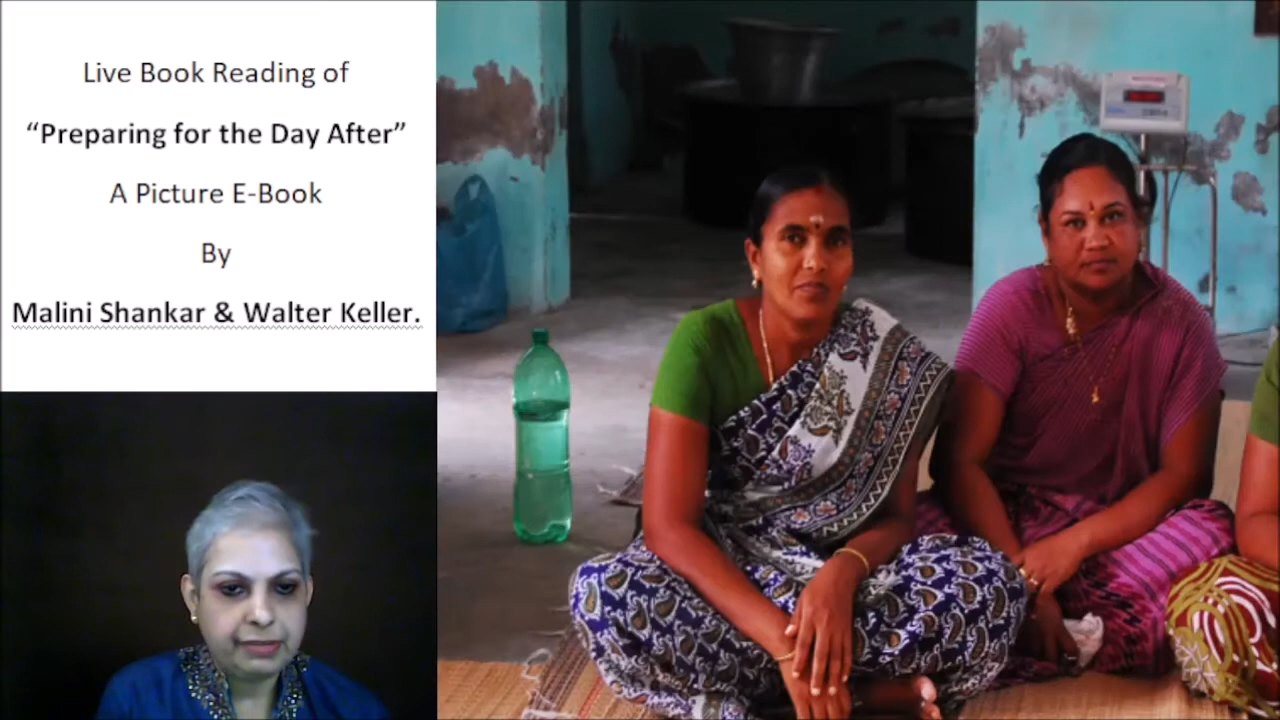 Live Book Reading of
“Preparing for the Day After”
A Picture E-Book
By
Malini Shankar & Walter Keller.